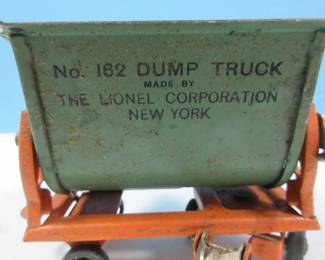 No. 162 DUMP TRUCK
MADE BY
THE LIONEL CORPORATION
NEW YORK